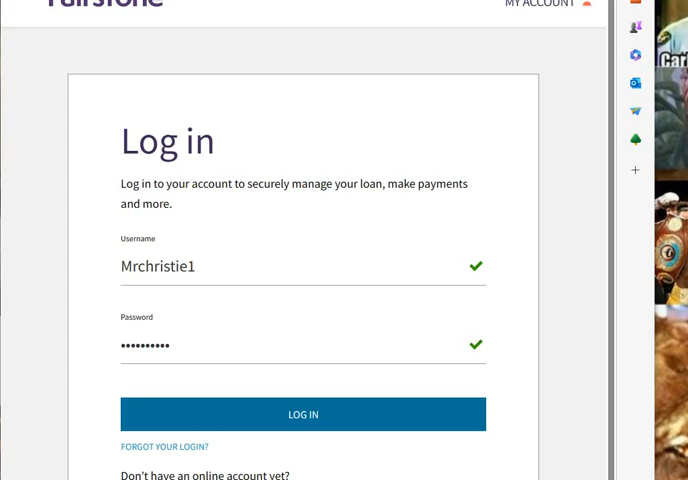 Fairstone
MY ACCOUNT
Log in
Log in to your account to securely manage your loan, make payments
and more.
Username
Mrchristie1
Password
••••••••••
LOG IN
FORGOT YOUR LOGIN?
Don't have an online account yet?